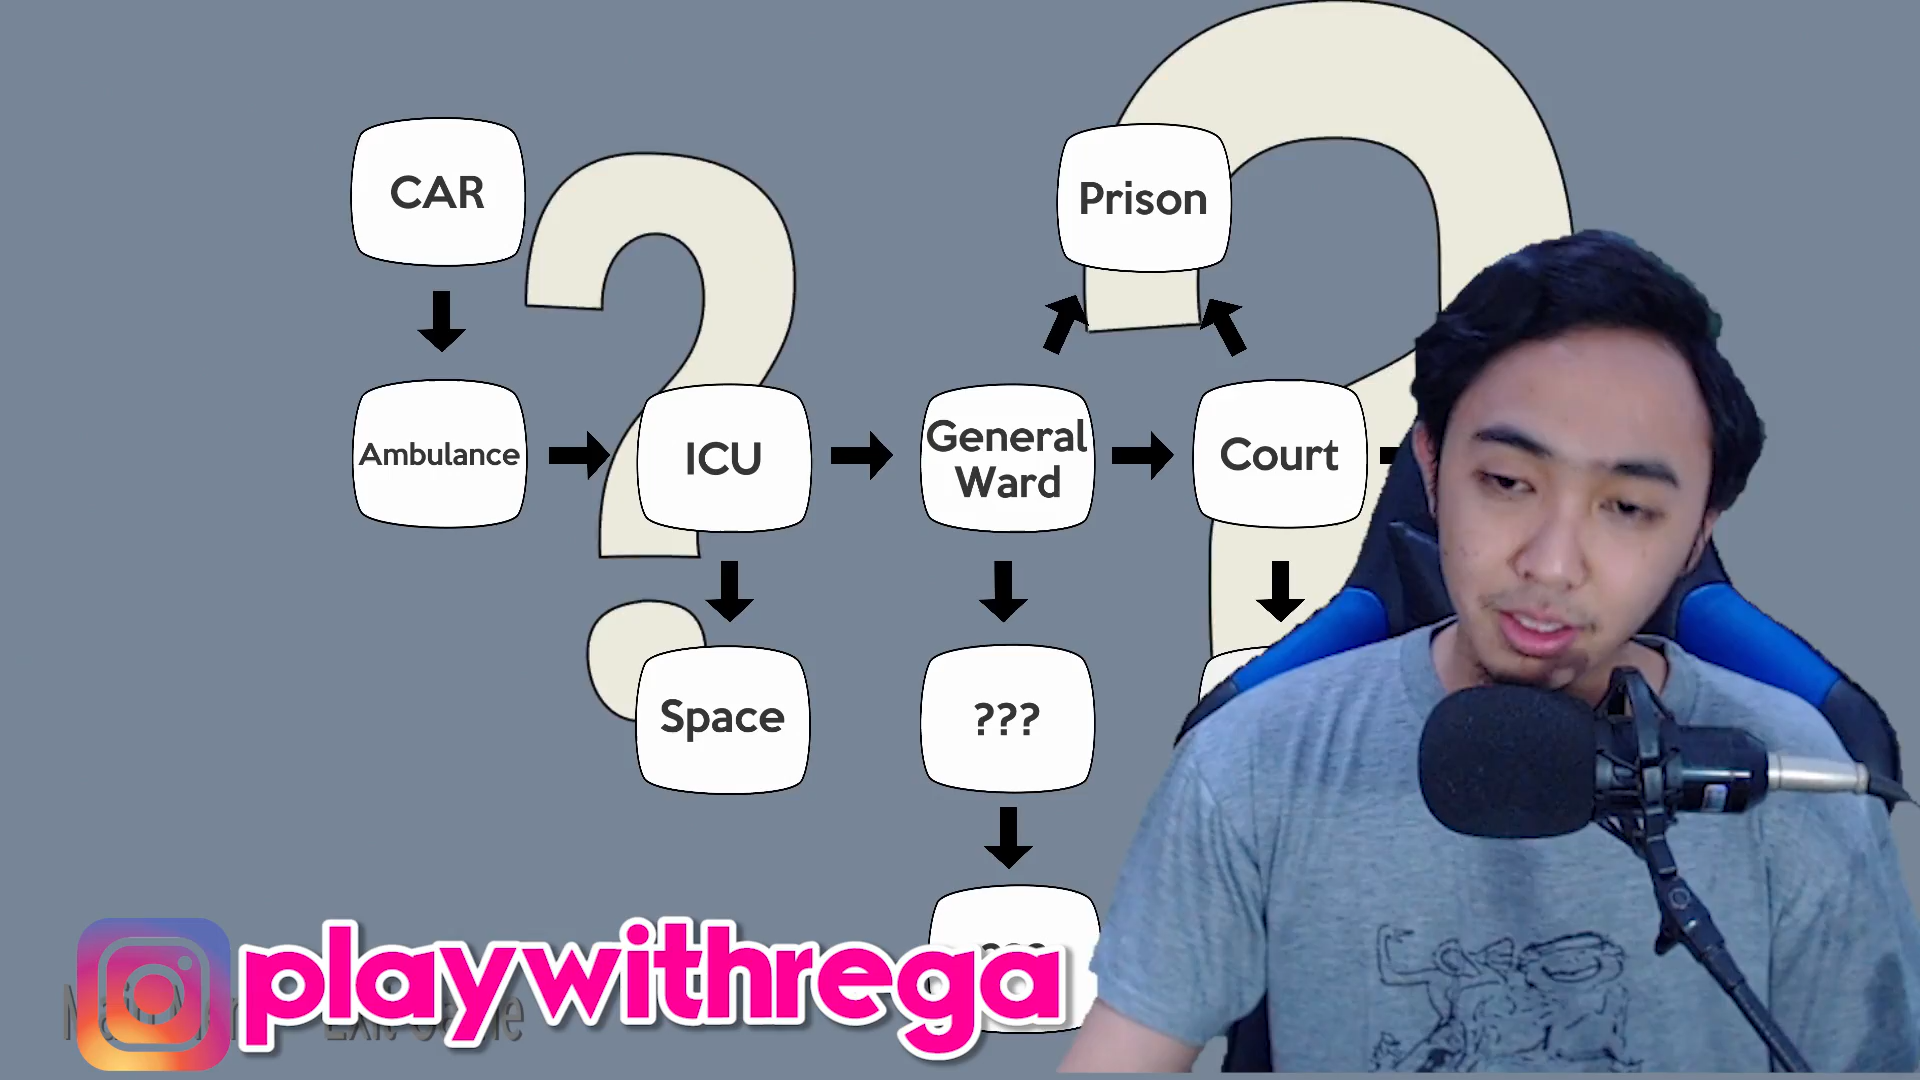 CAR
Prison
Ambulance
ICU
General
Ward
Court
Space
???
playwithrega